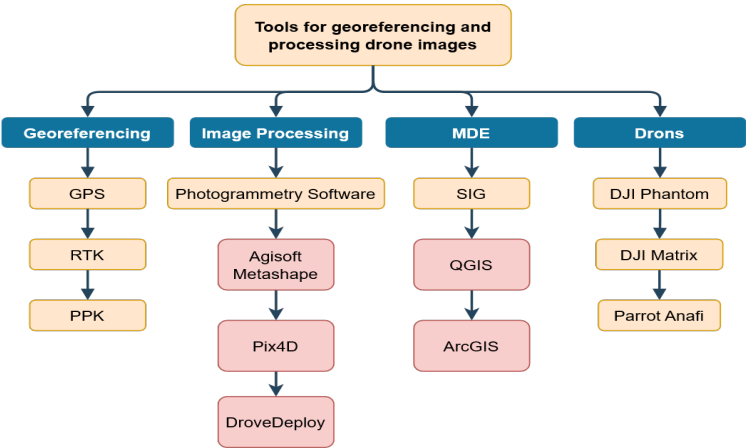 Tools for georeferencing and
processing drone images
Georeferencing
Image Processing
MDE
Drons
GPS
Photogrammetry Software
SIG
DJI Phantom
RTK
Agisoft
Metashape
QGIS
DJI Matrix
PPK
Pix4D
ArcGIS
Parrot Anafi
DroveDeploy